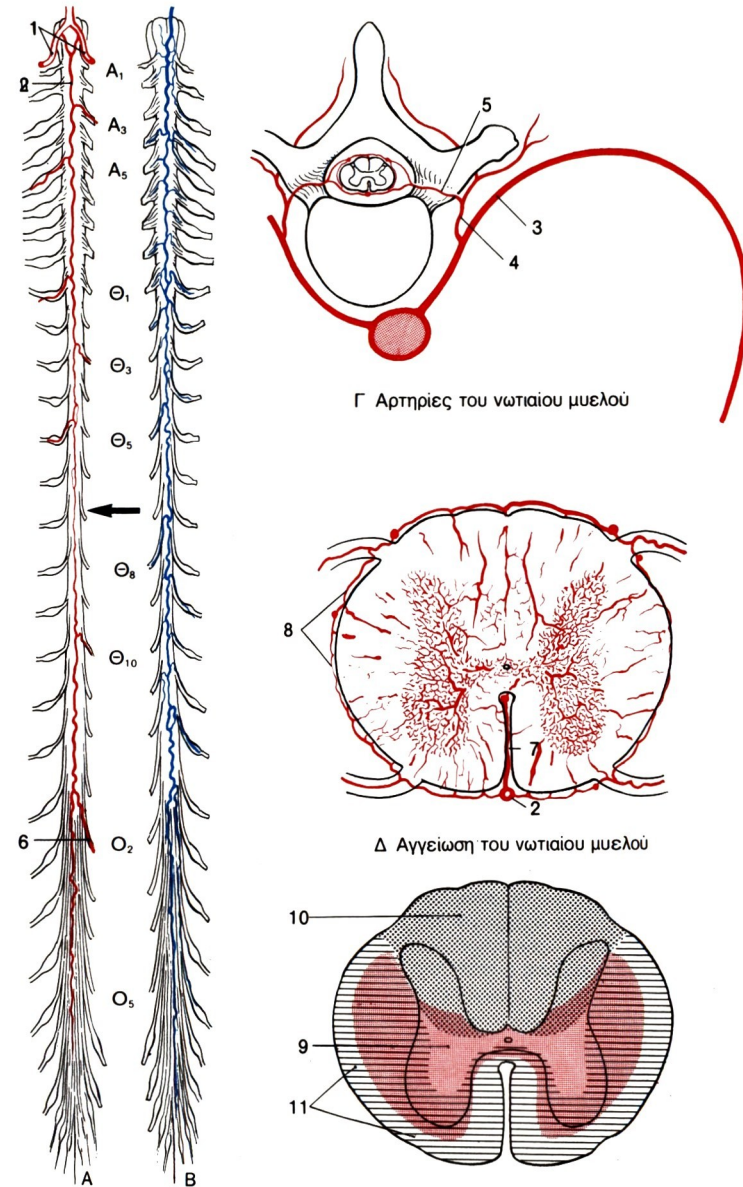 1
2
A₁
A₃
A₅
Θ₁
Θ₃
Θ₅
Θ₈
Θ₁₀
6
O₂
O₅
A
B
5
3
4
Γ Αρτηρίες του νωτιαίου μυελού
8
7
2
Δ Αγγείωση του νωτιαίου μυελού
10
9
11